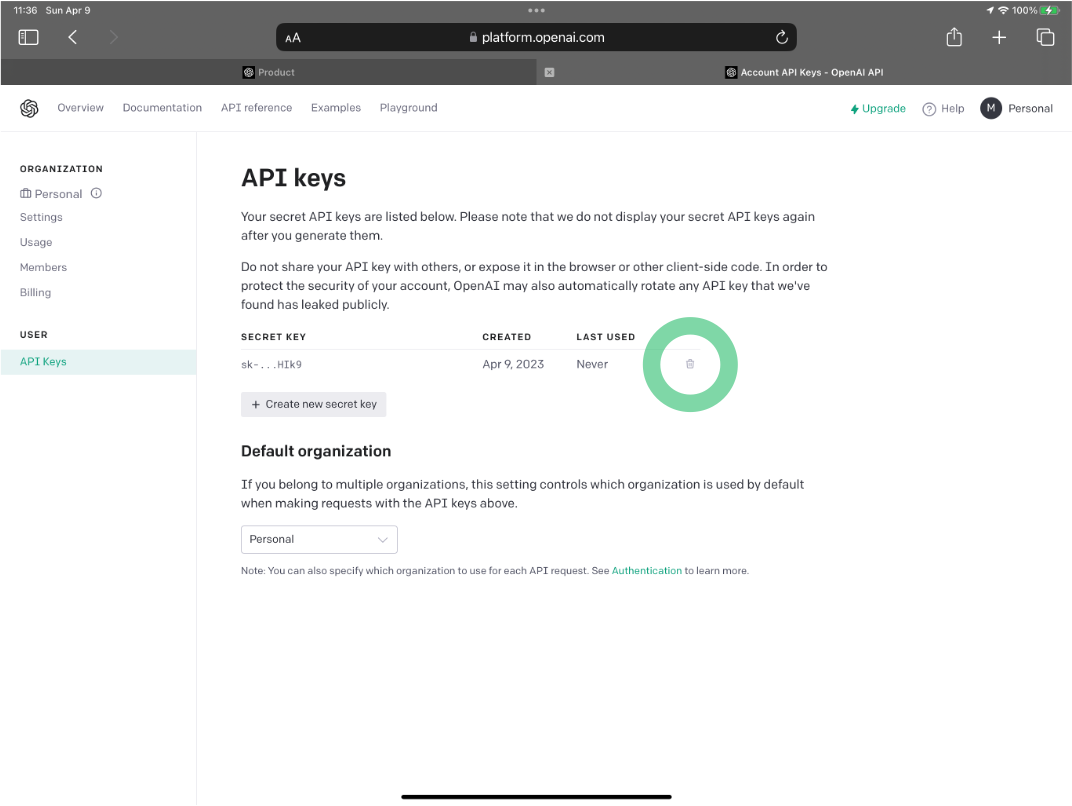 11:36 Sun Apr 9
100%
AA platform.openai.com
Product
Account API Keys - OpenAI API
Overview Documentation API reference Examples Playground
Upgrade Help M Personal
ORGANIZATION
Personal
Settings
Usage
Members
Billing
USER
API Keys
API keys
Your secret API keys are listed below. Please note that we do not display your secret API keys again
after you generate them.
Do not share your API key with others, or expose it in the browser or other client-side code. In order to
protect the security of your account, OpenAI may also automatically rotate any API key that we've
found has leaked publicly.
SECRET KEY CREATED LAST USED
sk-...HIk9 Apr 9, 2023 Never
+ Create new secret key
Default organization
If you belong to multiple organizations, this setting controls which organization is used by default
when making requests with the API keys above.
Personal
Note: You can also specify which organization to use for each API request. See Authentication to learn more.